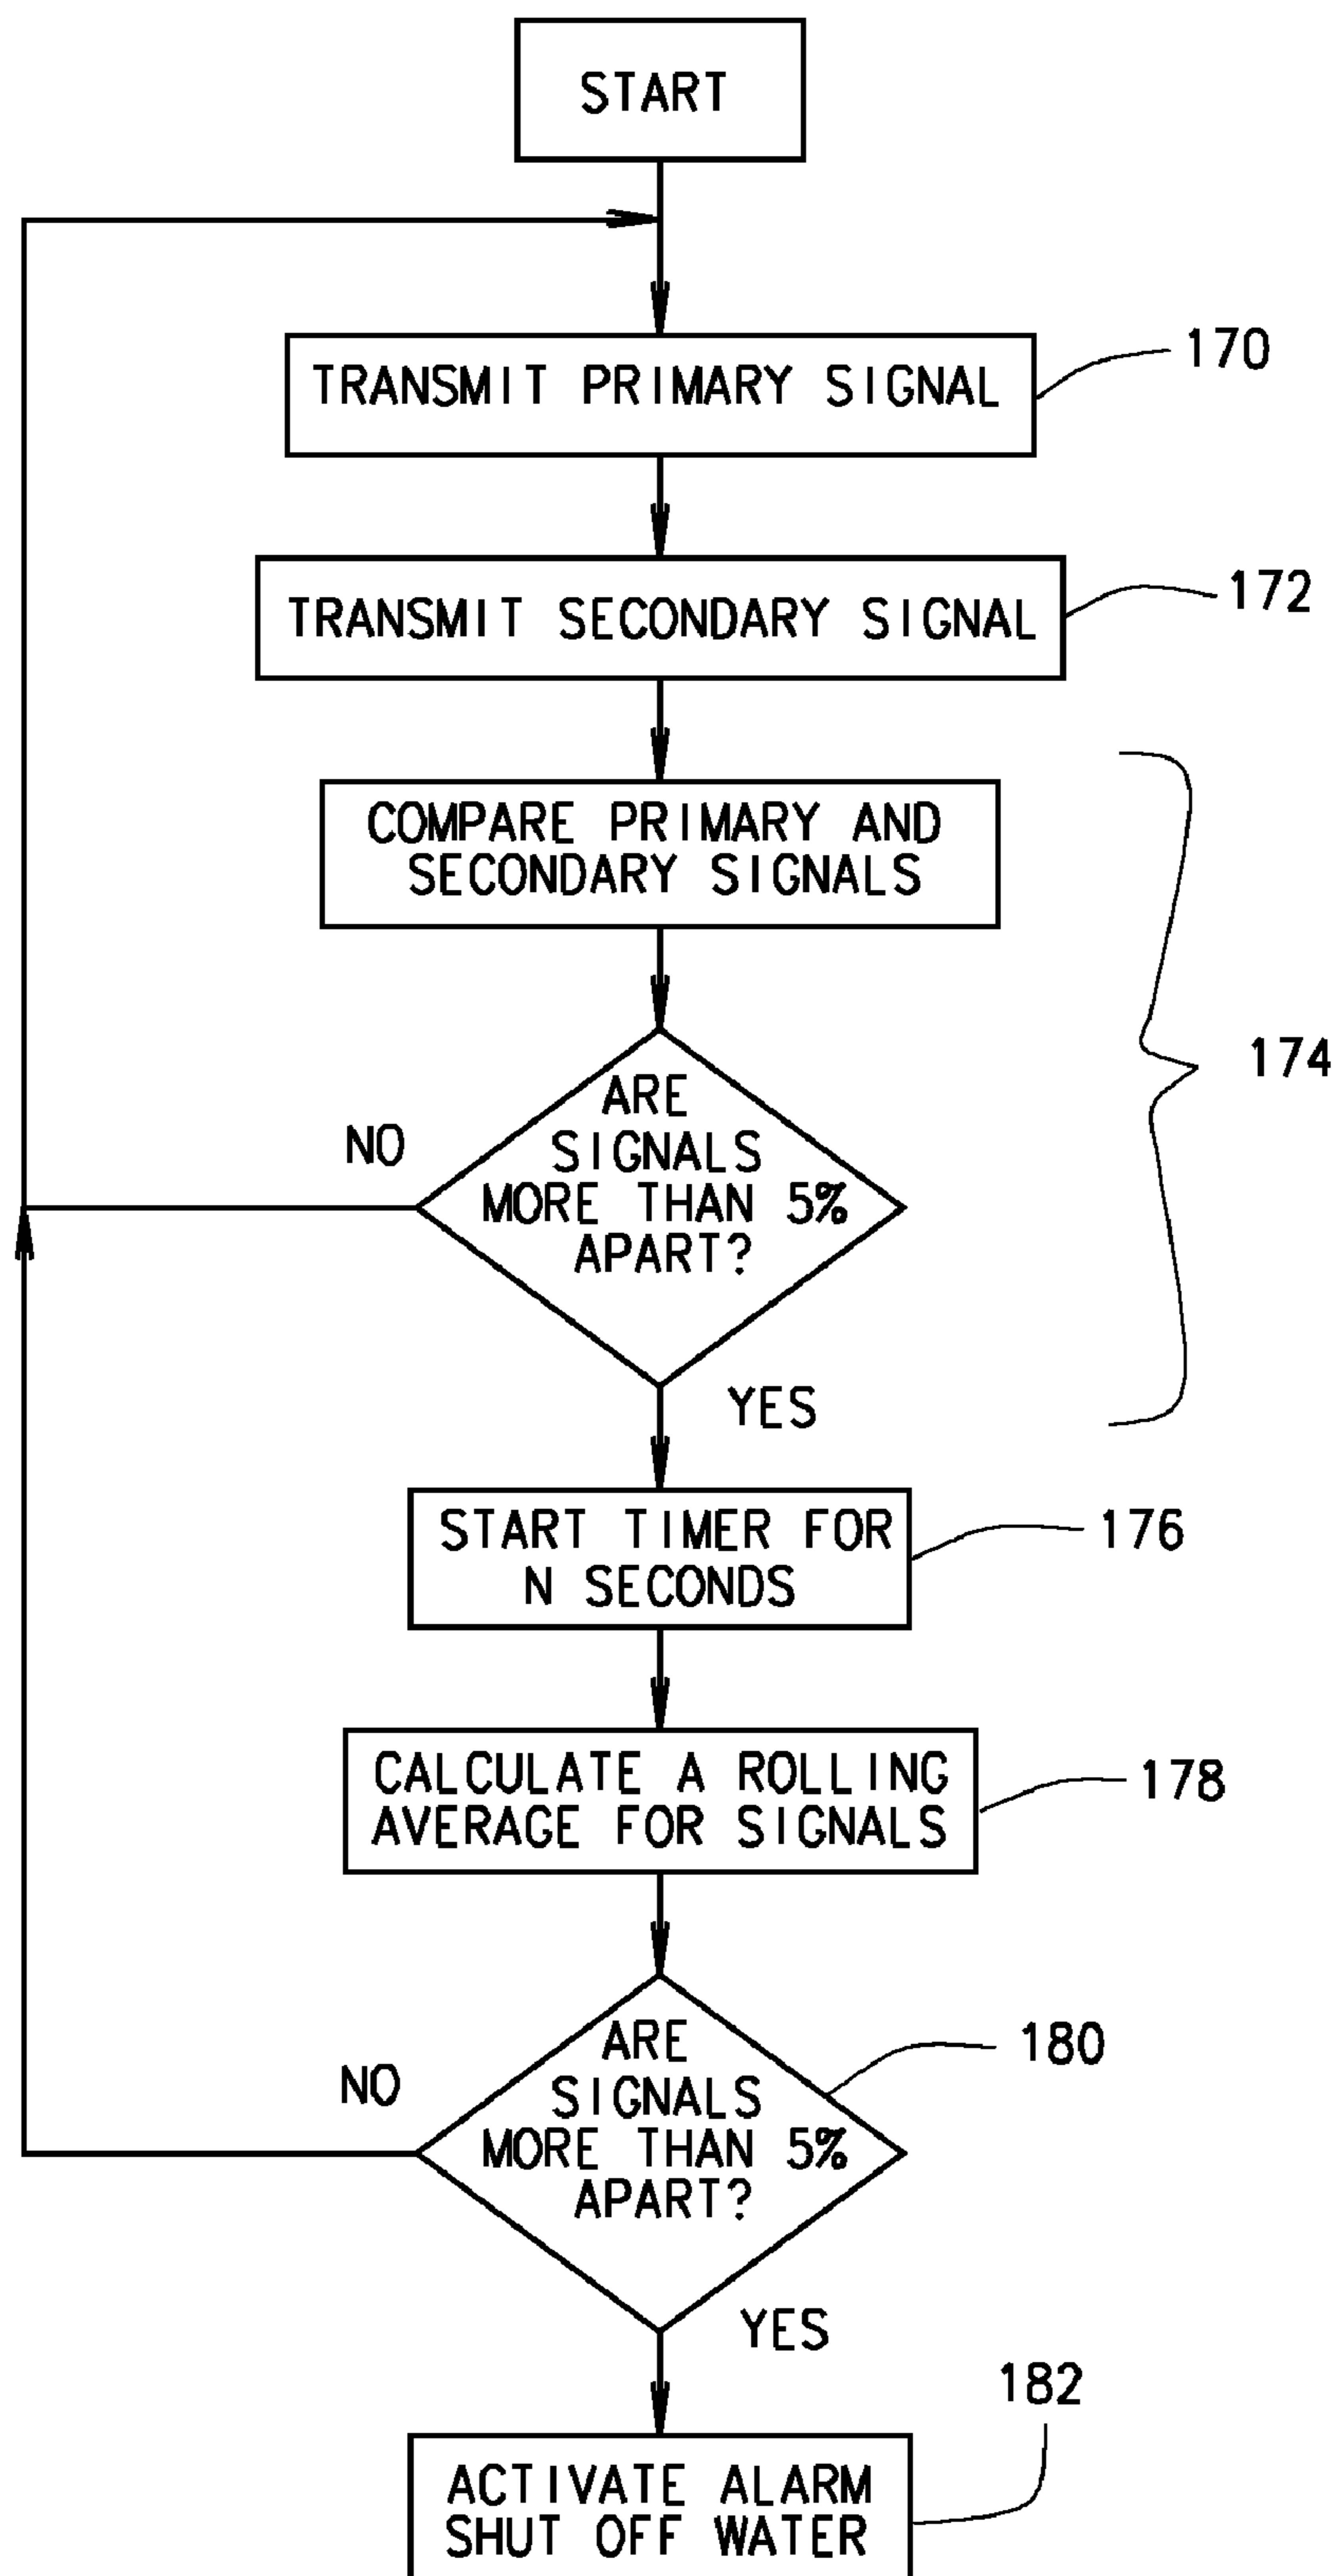 START
TRANSMIT PRIMARY SIGNAL
170
TRANSMIT SECONDARY SIGNAL
172
COMPARE PRIMARY AND
SECONDARY SIGNALS
174
ARE
SIGNALS
MORE THAN 5%
APART?
NO
YES
START TIMER FOR
N SECONDS
176
CALCULATE A ROLLING
AVERAGE FOR SIGNALS
178
ARE
SIGNALS
MORE THAN 5%
APART?
180
NO
YES
182
ACTIVATE ALARM
SHUT OFF WATER